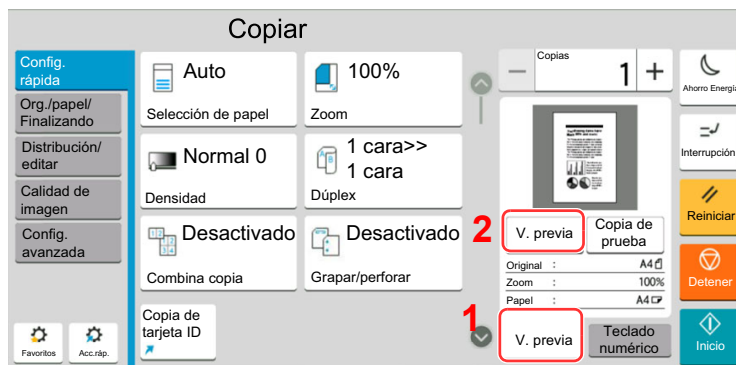 Copiar
Config.
rápida
Org./papel/
Finalizando
Distribución/
editar
Calidad de
imagen
Config.
avanzada
Favoritos
Acc.ráp.
Auto
Selección de papel
100%
Zoom
Normal 0
Densidad
1 cara>>
1 cara
Dúplex
Desactivado
Combina copia
Desactivado
Grapar/perforar
Copia de
tarjeta ID
Copias
1
2
V. previa
Copia de
prueba
Original : A4
Zoom : 100%
Papel : A4
1
V. previa
Teclado
numérico
Ahorro Energía
Interrupción
Reiniciar
Detener
Inicio